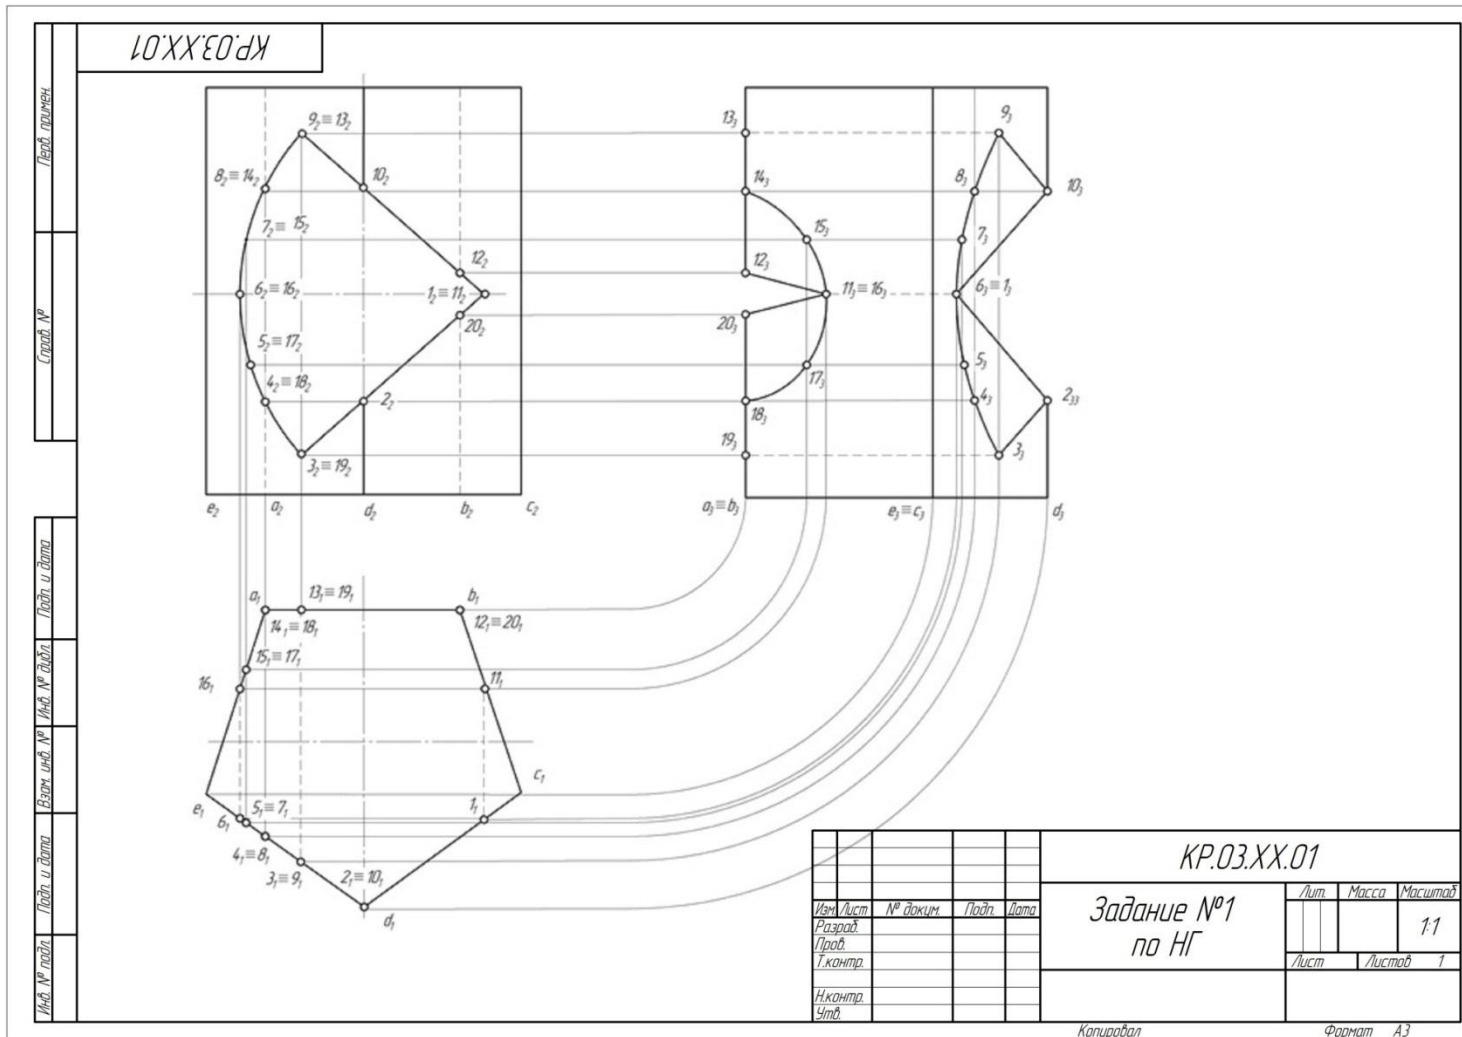 КР.03.ХХ.01
Перв. примен.
Справ. №
Подп. и дата
Инв. № дубл.
Взам. инв. №
Подп. и дата
Инв. № подл.
9₂≡13₂
8₂≡14₂
10₂
7₂≡15₂
12₂
6₂≡16₂
1₂≡11₂
20₂
5₂≡17₂
4₂≡18₂
2₂
3₂≡19₂
e₂
a₂
d₂
b₂
c₂
13₃
9₃
14₃
8₃
10₃
15₃
7₃
12₃
11₃≡16₃
6₃≡1₃
20₃
17₃
5₃
18₃
4₃
2₃₃
19₃
3₃
a₃≡b₃
e₃≡c₃
d₃
a₁
13₁≡19₁
b₁
14₁≡18₁
12₁≡20₁
15₁≡17₁
16₁
11₁
c₁
e₁
6₁
5₁≡7₁
1₁
4₁≡8₁
3₁≡9₁
2₁≡10₁
d₁
КР.03.ХХ.01
Изм. Лист № докум. Подп. Дата
Разраб.
Пров.
Т.контр.
Н.контр.
Утв.
Задание №1
по НГ
Лит. Масса Масштаб
1:1
Лист Листов 1
Копировал Формат А3